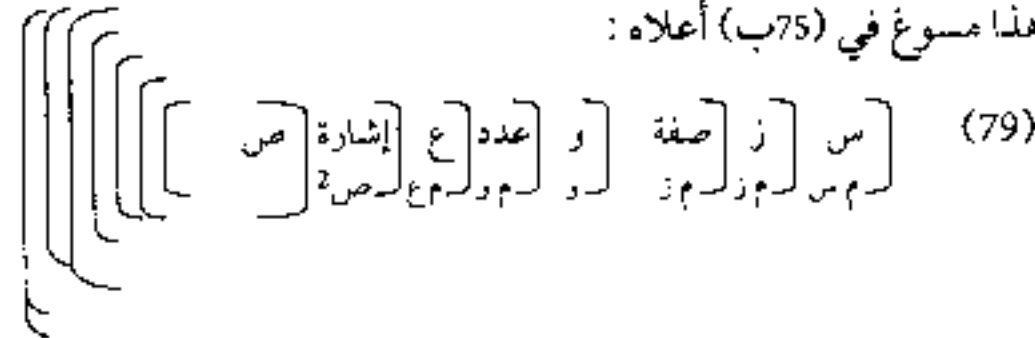 هذا مسوغ في (75ب) أعلاه :
(79) [ س [ ز [ صفة [ و [ عدد [ ع [ إشارة [ ص [
م س م ز م ز و م و م ع ص2